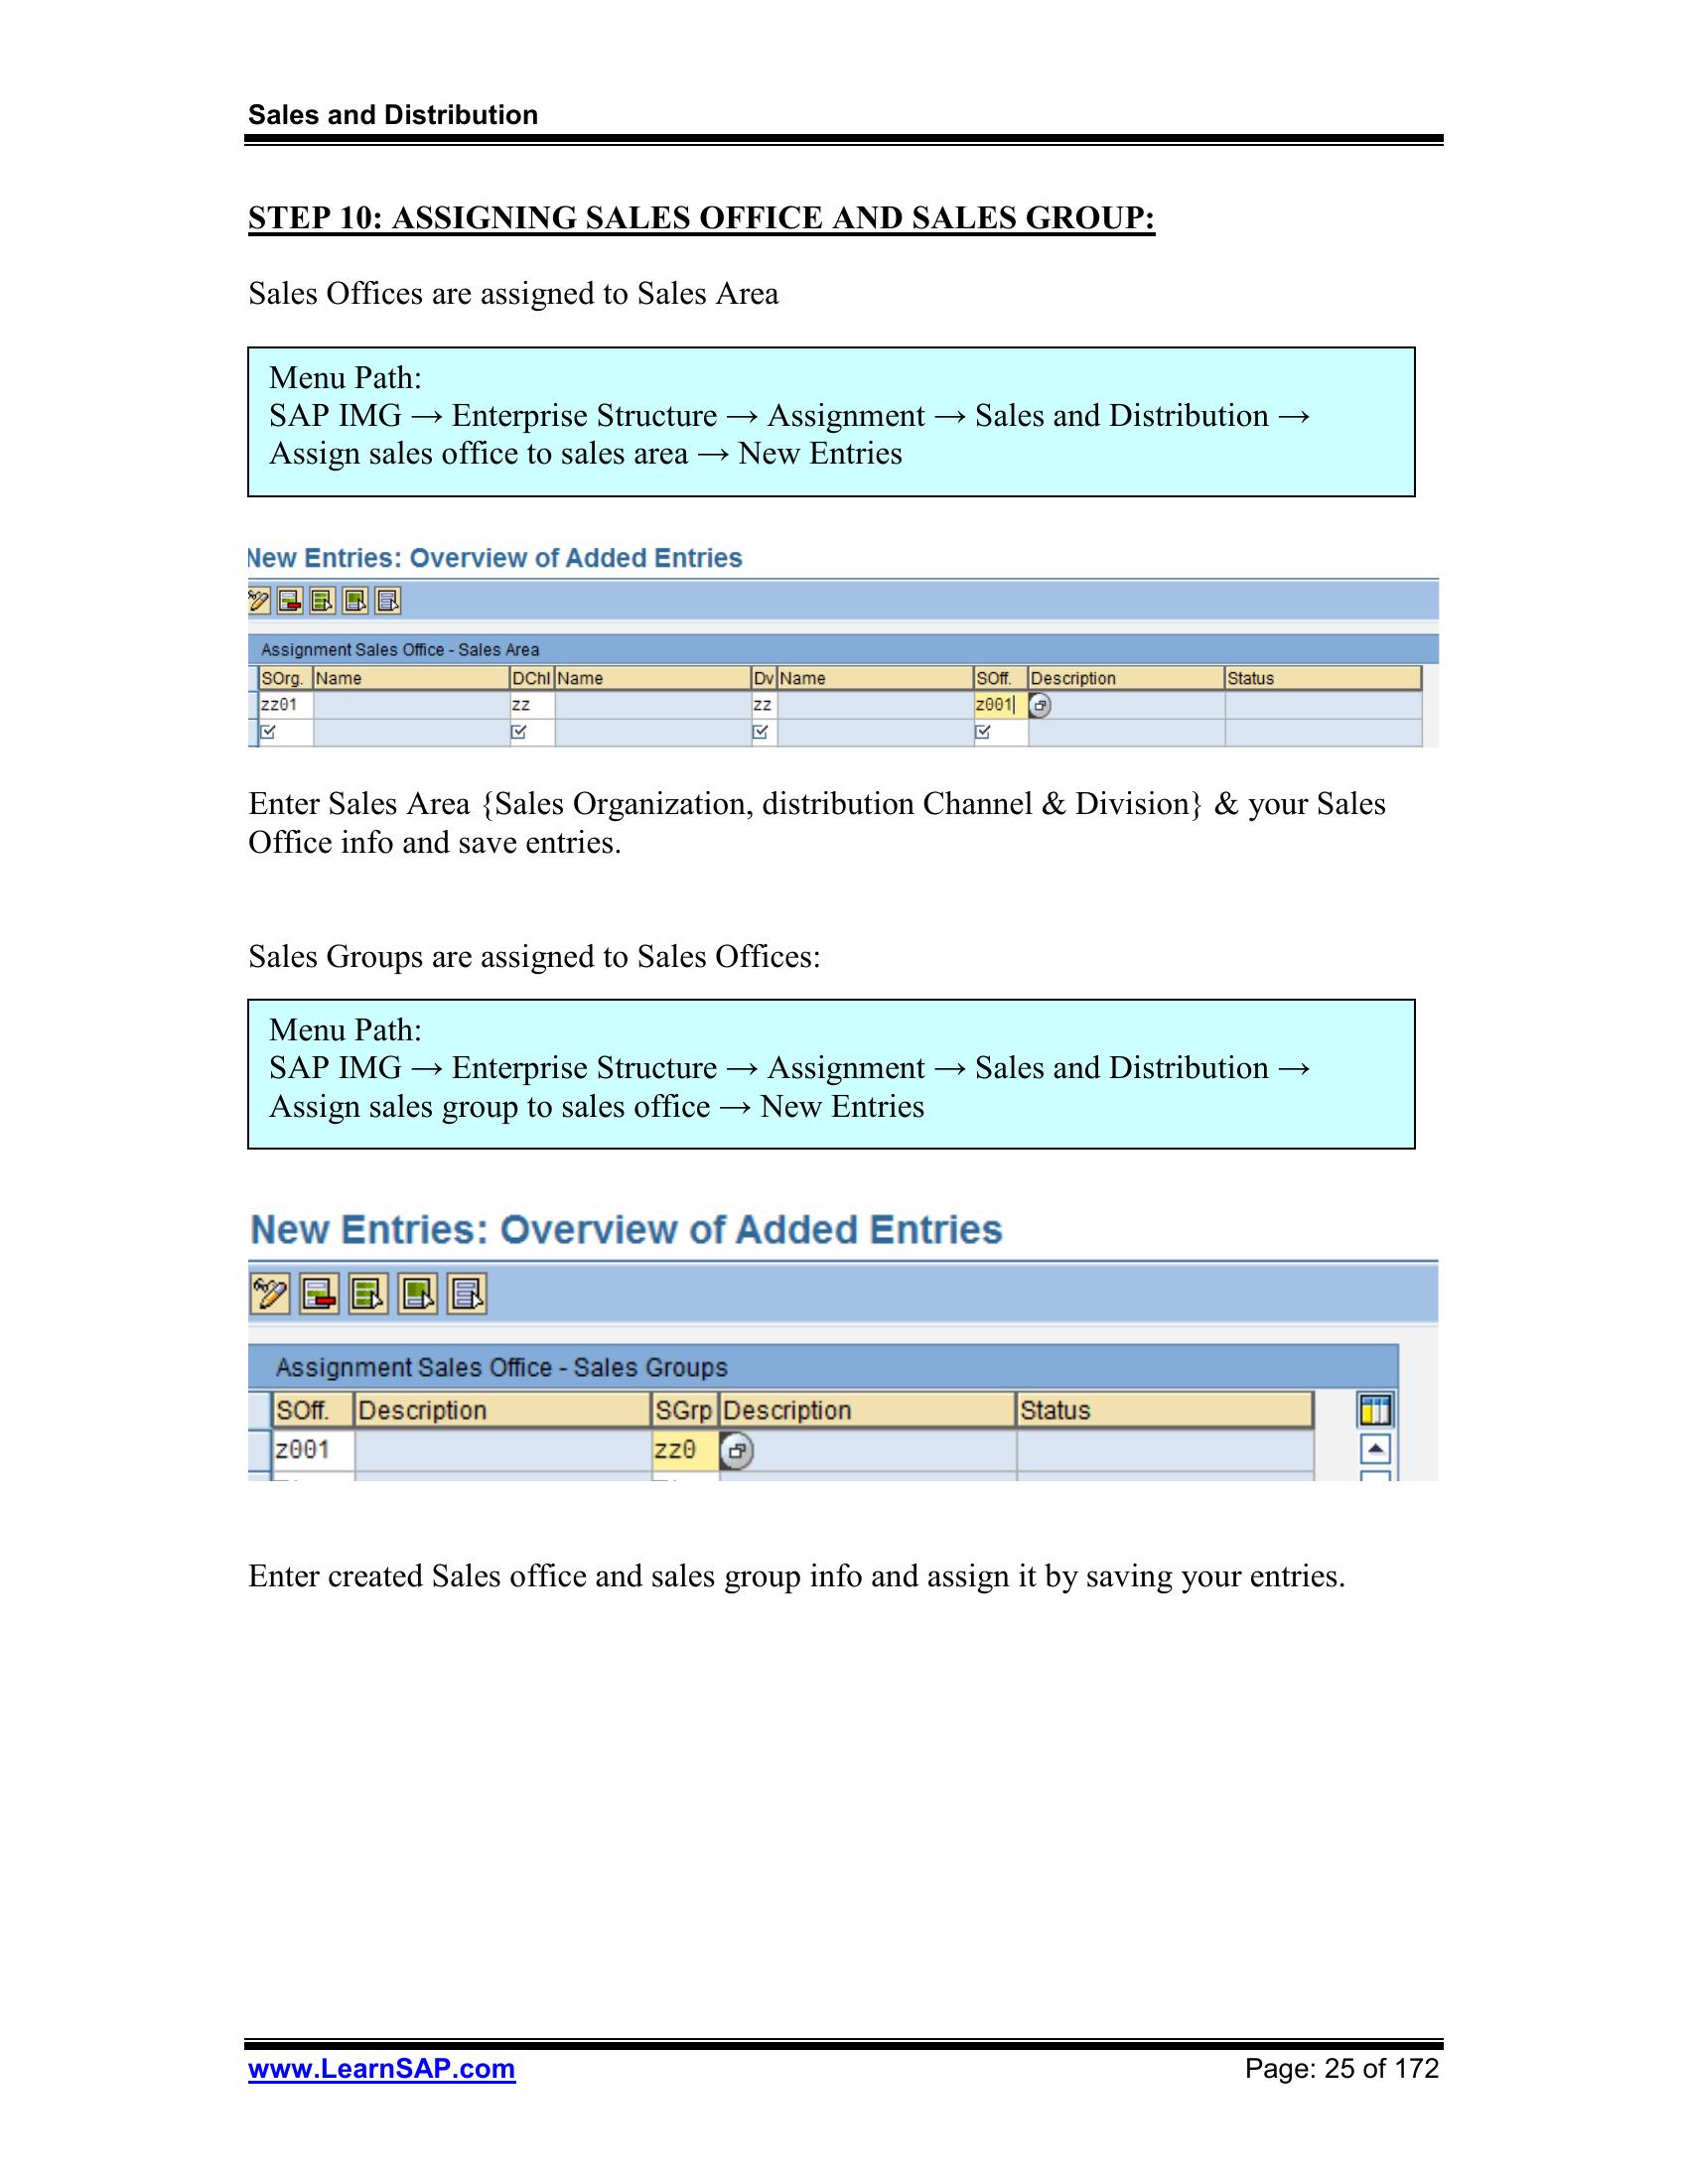 Sales and Distribution
STEP 10: ASSIGNING SALES OFFICE AND SALES GROUP:
Sales Offices are assigned to Sales Area
Menu Path:
SAP IMG → Enterprise Structure → Assignment → Sales and Distribution →
Assign sales office to sales area → New Entries
New Entries: Overview of Added Entries
Assignment Sales Office - Sales Area
SOrg. Name DChl Name Dv Name SOff. Description Status
zz01 zz zz z001
Enter Sales Area {Sales Organization, distribution Channel & Division} & your Sales
Office info and save entries.
Sales Groups are assigned to Sales Offices:
Menu Path:
SAP IMG → Enterprise Structure → Assignment → Sales and Distribution →
Assign sales group to sales office → New Entries
New Entries: Overview of Added Entries
Assignment Sales Office - Sales Groups
SOff. Description SGrp Description Status
z001 zz0
Enter created Sales office and sales group info and assign it by saving your entries.
www.LearnSAP.com Page: 25 of 172